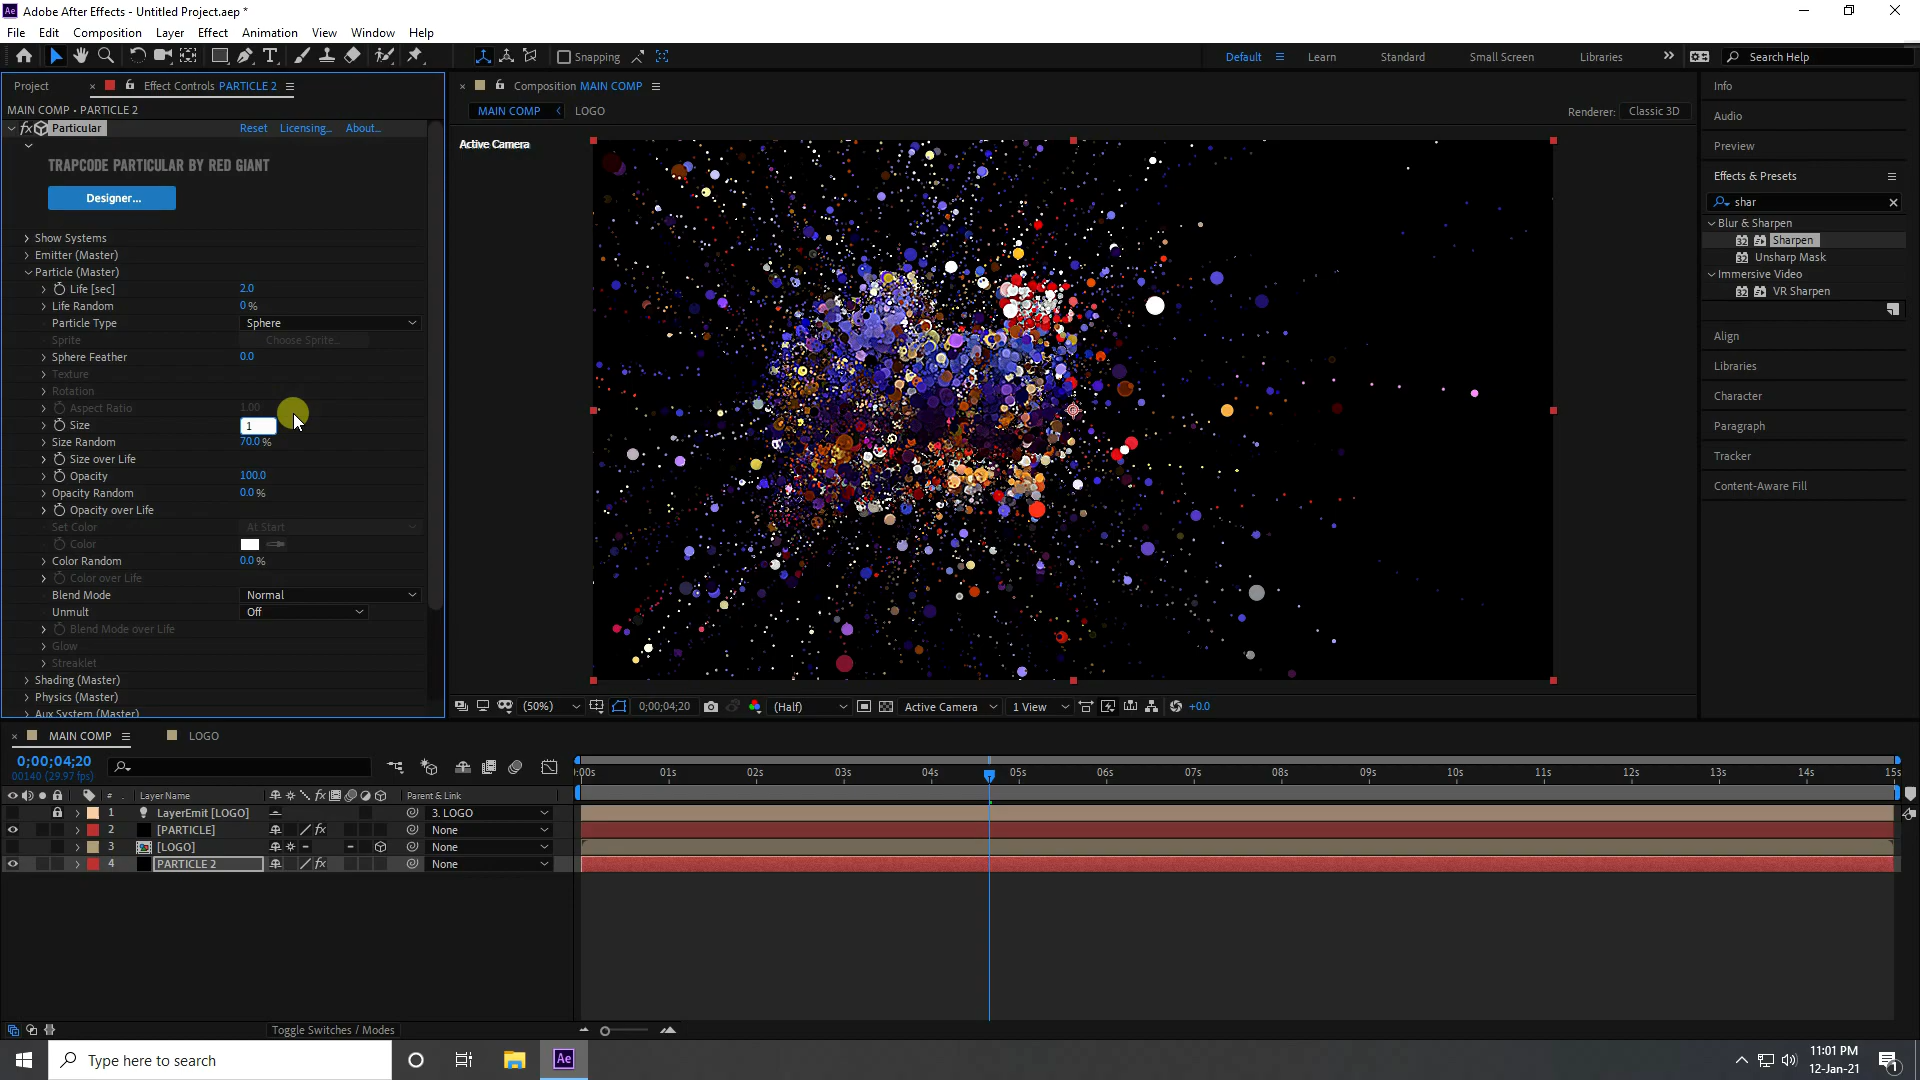 Adobe After Effects - Untitled Project.aep *
File Edit Composition Layer Effect Animation View Window Help
Snapping
Default Learn Standard Small Screen Libraries
Search Help
Project
Effect Controls PARTICLE 2
MAIN COMP • PARTICLE 2
fx Particular Reset Licensing... About...
TRAPCODE PARTICULAR BY RED GIANT
Designer...
Show Systems
Emitter (Master)
Particle (Master)
Life [sec] 2.0
Life Random 0 %
Particle Type Sphere
Sprite Choose Sprite...
Sphere Feather 0.0
Texture
Rotation
Aspect Ratio 1.00
Size 1
Size Random 70.0 %
Size over Life
Opacity 100.0
Opacity Random 0.0 %
Opacity over Life
Set Color At Start
Color
Color Random 0.0 %
Color over Life
Blend Mode Normal
Unmult Off
Blend Mode over Life
Glow
Streaklet
Shading (Master)
Physics (Master)
Aux System (Master)
Composition MAIN COMP
MAIN COMP LOGO
Renderer: Classic 3D
Active Camera
(50%) 0;00;04;20 (Half) Active Camera 1 View +0.0
Info
Audio
Preview
Effects & Presets
shar
Blur & Sharpen
32 Sharpen
32 Unsharp Mask
Immersive Video
32 VR Sharpen
Align
Libraries
Character
Paragraph
Tracker
Content-Aware Fill
MAIN COMP LOGO
0;00;04;20
00140 (29.97 fps)
:00s 01s 02s 03s 04s 05s 06s 07s 08s 09s 10s 11s 12s 13s 14s 15s
# Layer Name fx Parent & Link
1 LayerEmit [LOGO] 3. LOGO
2 [PARTICLE] fx None
3 [LOGO] None
4 PARTICLE 2 fx None
Toggle Switches / Modes
Type here to search
Ae
11:01 PM
12-Jan-21
1